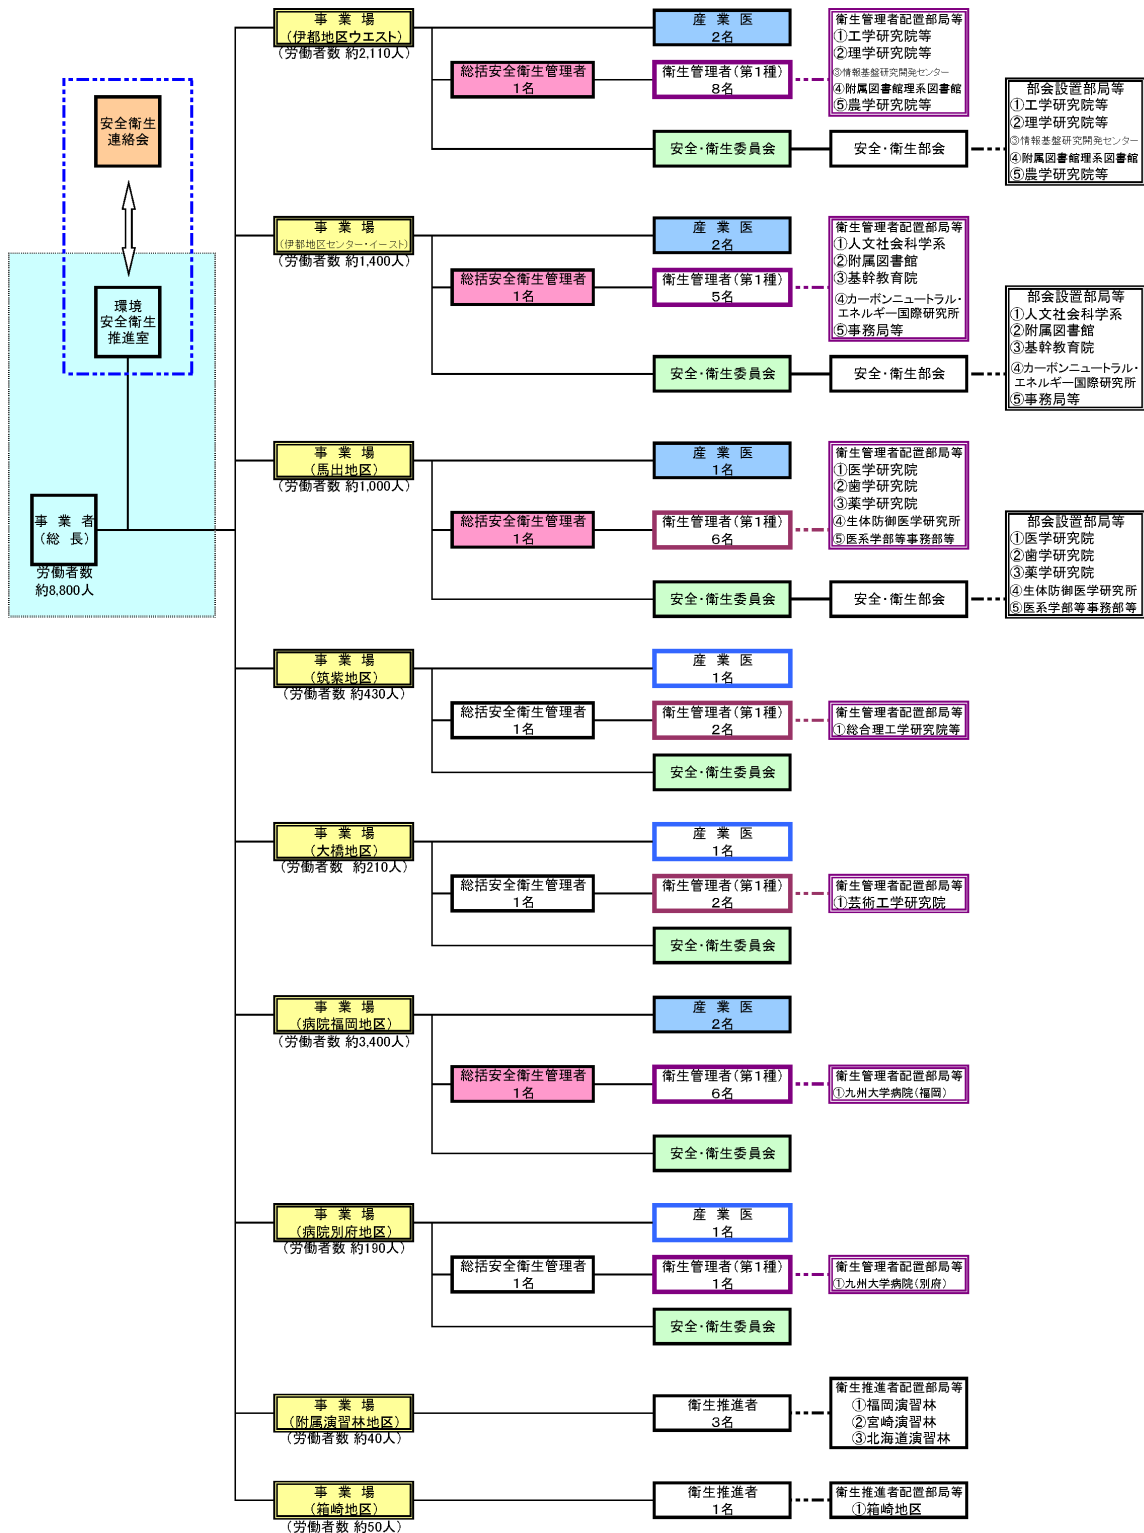 安全衛生
連絡会
環境
安全衛生
推進室
事　業　者
（総　長）
労働者数
約8,800人
事　業　場
（伊都地区ウエスト）
（労働者数 約2,110人）
産　業　医
2名
総括安全衛生管理者
1名
衛生管理者（第1種）
8名
衛生管理者配置部局等
①工学研究院等
②理学研究院等
③情報基盤研究開発センター
④附属図書館理系図書館
⑤農学研究院等
安全・衛生委員会
安全・衛生部会
部会設置部局等
①工学研究院等
②理学研究院等
③情報基盤研究開発センター
④附属図書館理系図書館
⑤農学研究院等
事　業　場
（伊都地区センター・イースト）
（労働者数 約1,400人）
産　業　医
2名
総括安全衛生管理者
1名
衛生管理者（第1種）
5名
衛生管理者配置部局等
①人文社会科学系
②附属図書館
③基幹教育院
④カーボンニュートラル・
エネルギー国際研究所
⑤事務局等
安全・衛生委員会
安全・衛生部会
部会設置部局等
①人文社会科学系
②附属図書館
③基幹教育院
④カーボンニュートラル・
エネルギー国際研究所
⑤事務局等
事　業　場
（馬出地区）
（労働者数 約1,000人）
産　業　医
1名
総括安全衛生管理者
1名
衛生管理者（第1種）
6名
衛生管理者配置部局等
①医学研究院
②歯学研究院
③薬学研究院
④生体防御医学研究所
⑤医系学部等事務部等
安全・衛生委員会
安全・衛生部会
部会設置部局等
①医学研究院
②歯学研究院
③薬学研究院
④生体防御医学研究所
⑤医系学部等事務部等
事　業　場
（筑紫地区）
（労働者数 約430人）
産　業　医
1名
総括安全衛生管理者
1名
衛生管理者（第1種）
2名
衛生管理者配置部局等
①総合理工学研究院等
安全・衛生委員会
事　業　場
（大橋地区）
（労働者数　約210人）
産　業　医
1名
総括安全衛生管理者
1名
衛生管理者（第1種）
2名
衛生管理者配置部局等
①芸術工学研究院
安全・衛生委員会
事　業　場
（病院福岡地区）
（労働者数 約3,400人）
産　業　医
2名
総括安全衛生管理者
1名
衛生管理者（第1種）
6名
衛生管理者配置部局等
①九州大学病院（福岡）
安全・衛生委員会
事　業　場
（病院別府地区）
（労働者数 約190人）
産　業　医
1名
総括安全衛生管理者
1名
衛生管理者（第1種）
1名
衛生管理者配置部局等
①九州大学病院（別府）
安全・衛生委員会
事　業　場
（附属演習林地区）
（労働者数 約40人）
衛生推進者
3名
衛生推進者配置部局等
①福岡演習林
②宮崎演習林
③北海道演習林
事　業　場
（箱崎地区）
（労働者数 約50人）
衛生推進者
1名
衛生推進者配置部局等
①箱崎地区